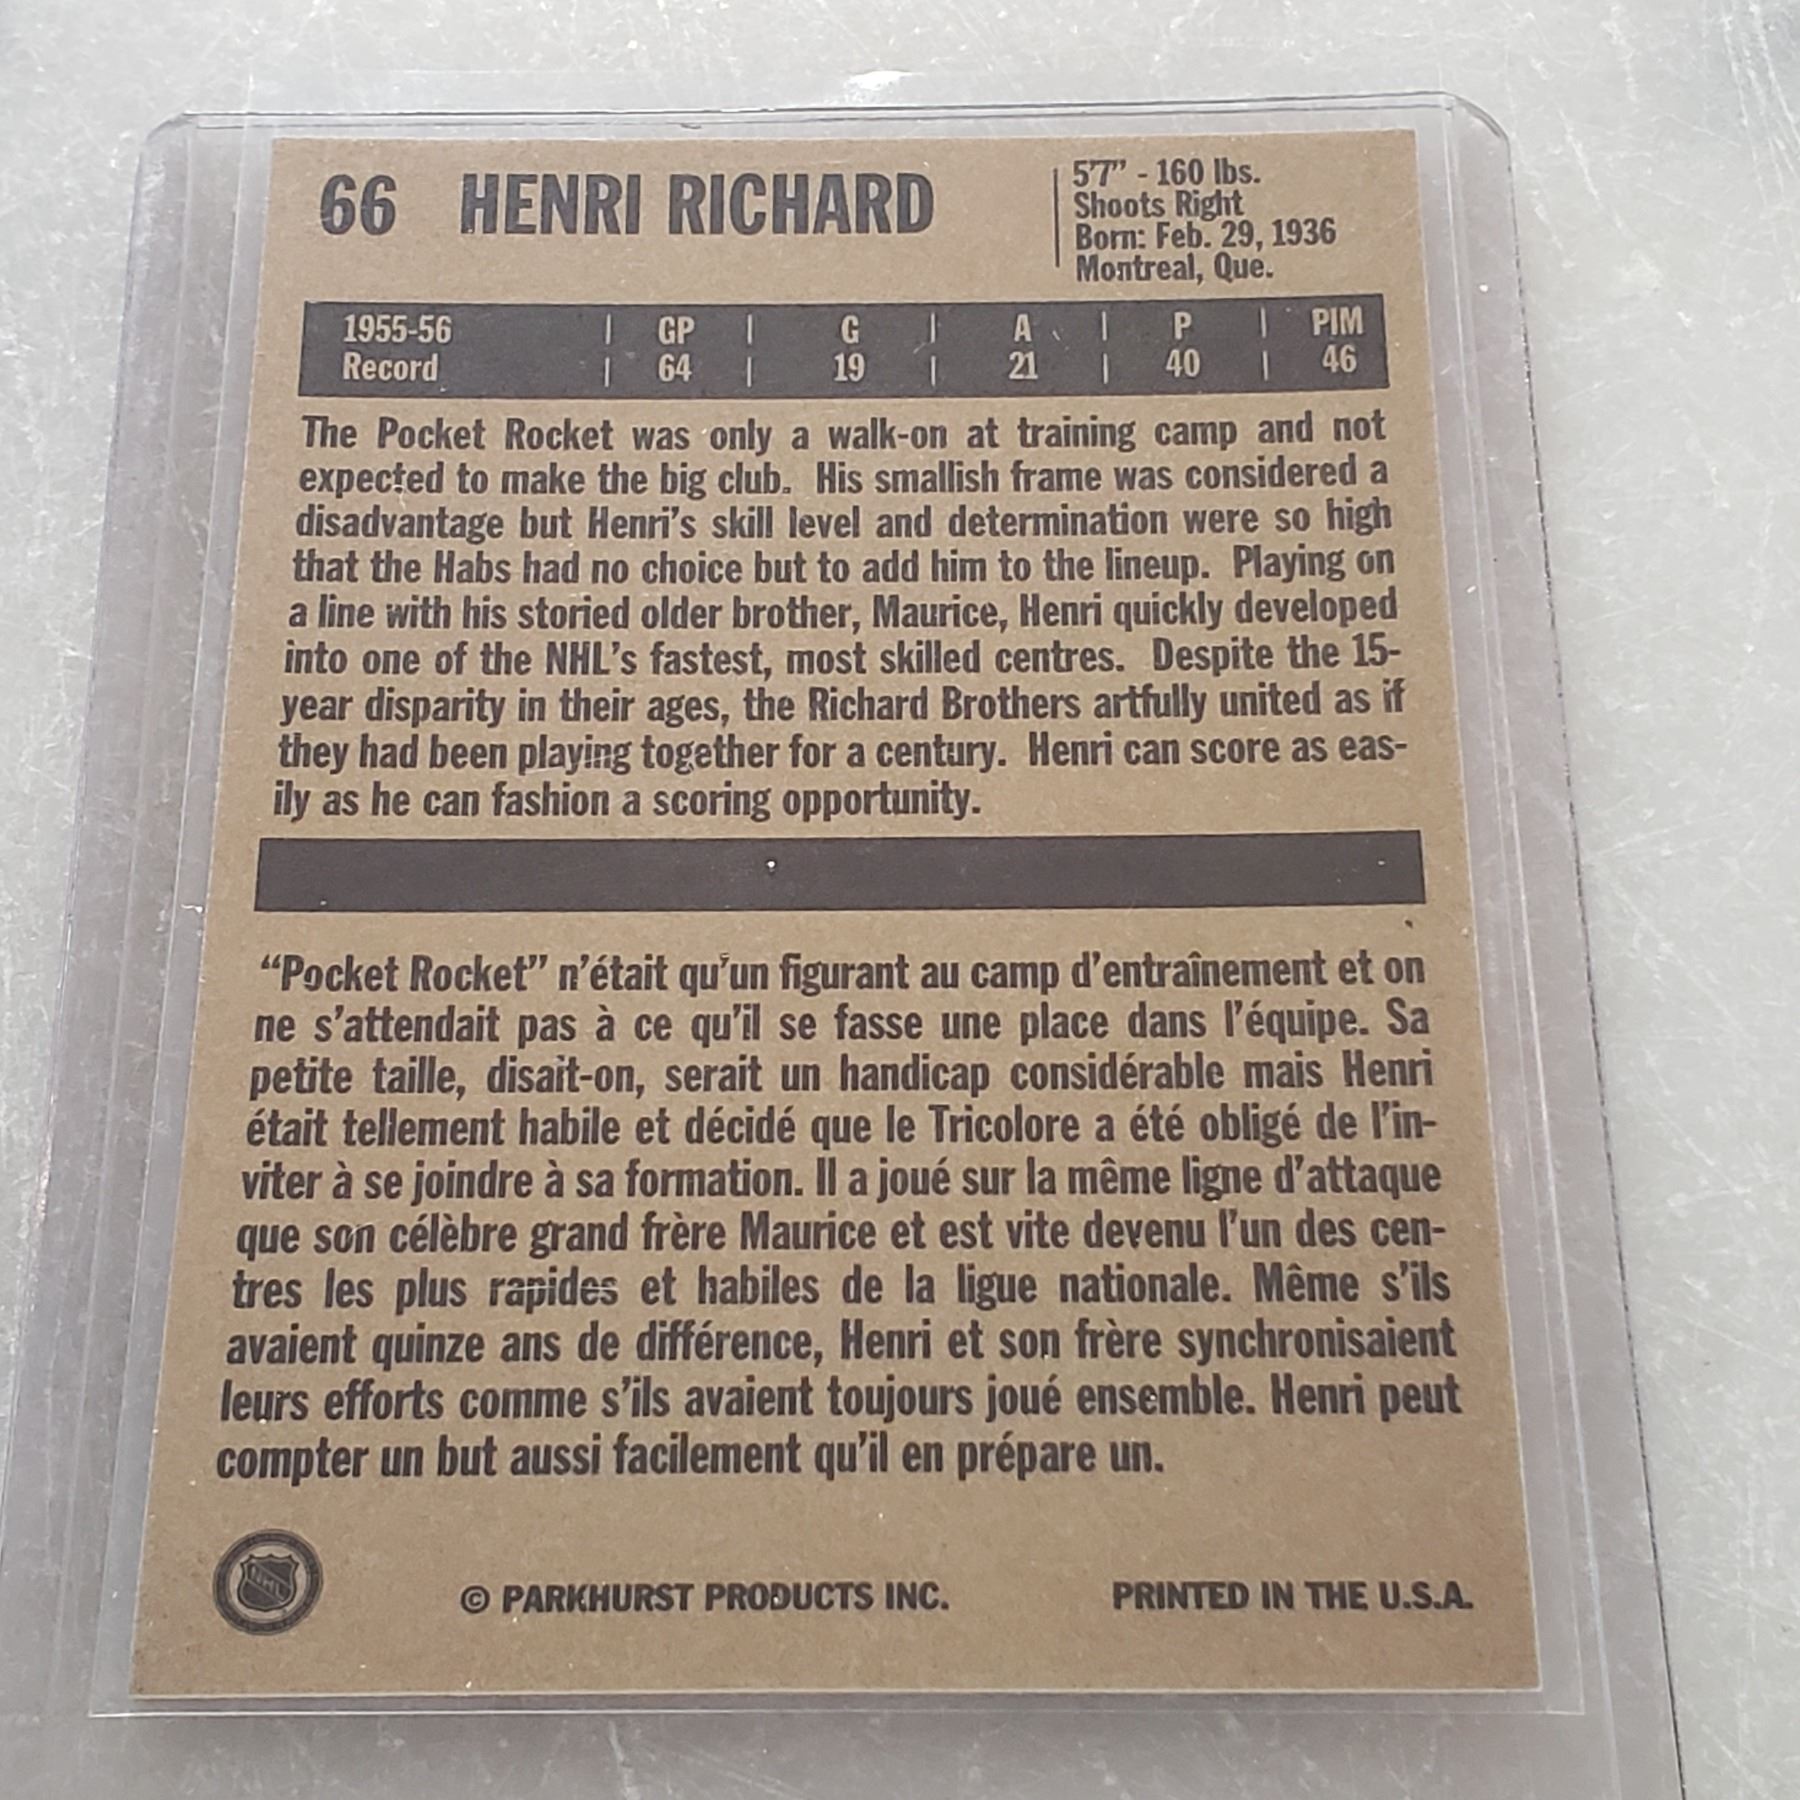 66 HENRI RICHARD
5'7" - 160 lbs.
Shoots Right
Born: Feb. 29, 1936
Montreal, Que.
1955-56 | GP | G | A | P | PIM
Record | 64 | 19 | 21 | 40 | 46
The Pocket Rocket was only a walk-on at training camp and not
expected to make the big club. His smallish frame was considered a
disadvantage but Henri's skill level and determination were so high
that the Habs had no choice but to add him to the lineup. Playing on
a line with his storied older brother, Maurice, Henri quickly developed
into one of the NHL's fastest, most skilled centres. Despite the 15-
year disparity in their ages, the Richard Brothers artfully united as if
they had been playing together for a century. Henri can score as eas-
ily as he can fashion a scoring opportunity.
"Pocket Rocket" n'était qu'un figurant au camp d'entraînement et on
ne s'attendait pas à ce qu'il se fasse une place dans l'équipe. Sa
petite taille, disait-on, serait un handicap considérable mais Henri
était tellement habile et décidé que le Tricolore a été obligé de l'in-
viter à se joindre à sa formation. Il a joué sur la même ligne d'attaque
que son célèbre grand frère Maurice et est vite devenu l'un des cen-
tres les plus rapides et habiles de la ligue nationale. Même s'ils
avaient quinze ans de différence, Henri et son frère synchronisaient
leurs efforts comme s'ils avaient toujours joué ensemble. Henri peut
compter un but aussi facilement qu'il en prépare un.
NHL
© PARKHURST PRODUCTS INC. PRINTED IN THE U.S.A.